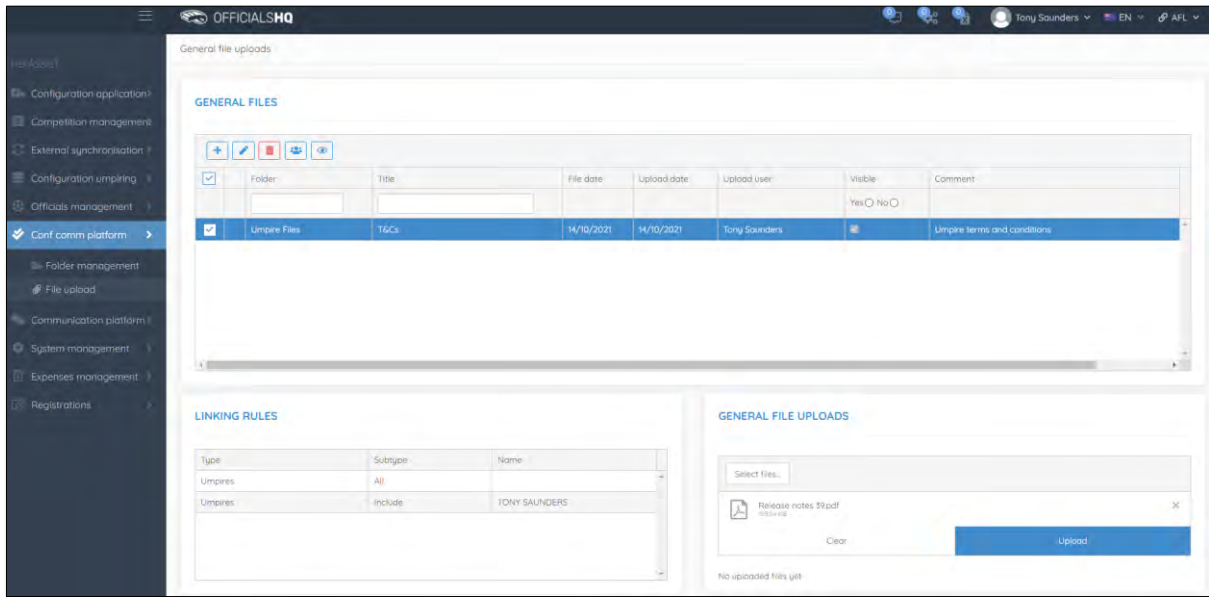 OFFICIALSHQ
0 0 0 Tony Saunders EN AFL
General file uploads
Configuration application
Competition management
External synchronisation
Configuration umpiring
Officials management
Conf comm platform
Folder management
File upload
Communication platform
System management
Expenses management
Registrations
GENERAL FILES
Folder Title File date Upload date Upload user Visible Comment
Yes No
Umpire Files T&Cs 14/10/2021 14/10/2021 Tony Saunders Umpire terms and conditions
LINKING RULES
Type Subtype Name
Umpires All
Umpires Include TONY SAUNDERS
GENERAL FILE UPLOADS
Select files...
Release notes 39.pdf
Clear Upload
No uploaded files yet